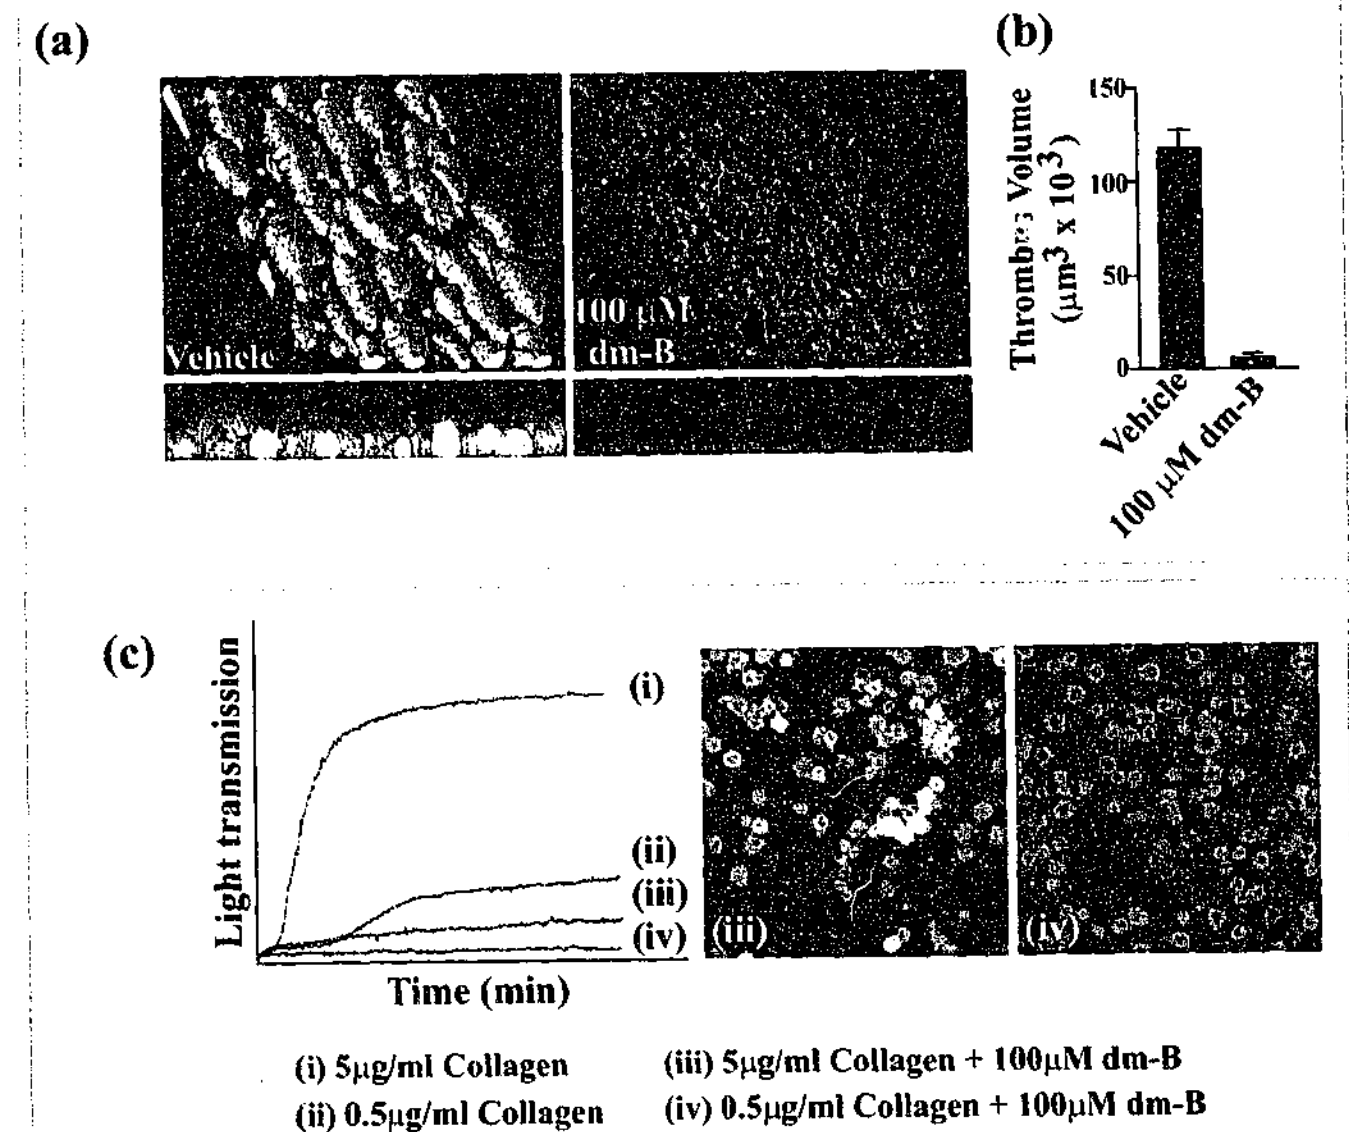 (a)
Vehicle
100 μM
dm-B
(b)
Thrombus Volume
(μm³ x 10³)
150
100
50
0
Vehicle
100 μM dm-B
(c)
Light transmission
Time (min)
(i)
(ii)
(iii)
(iv)
(iii)
(iv)
(i) 5μg/ml Collagen
(ii) 0.5μg/ml Collagen
(iii) 5μg/ml Collagen + 100μM dm-B
(iv) 0.5μg/ml Collagen + 100μM dm-B